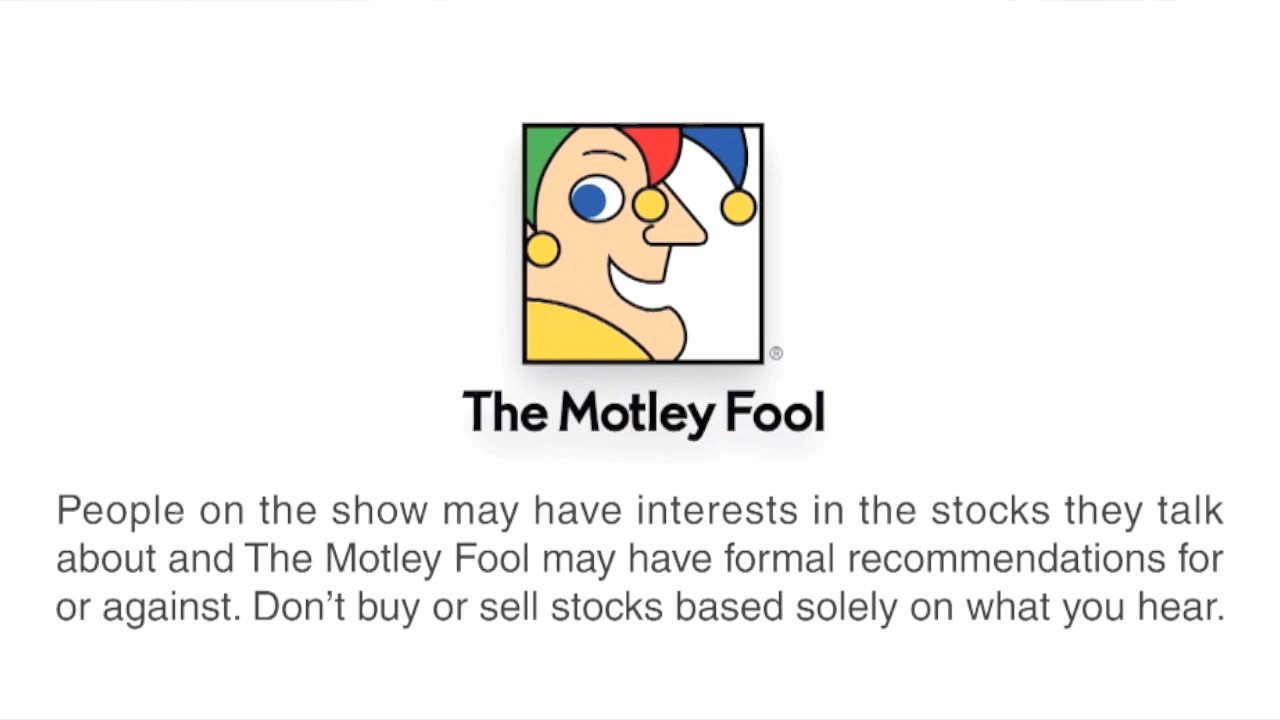 ®
The Motley Fool
People on the show may have interests in the stocks they talk
about and The Motley Fool may have formal recommendations for
or against. Don’t buy or sell stocks based solely on what you hear.